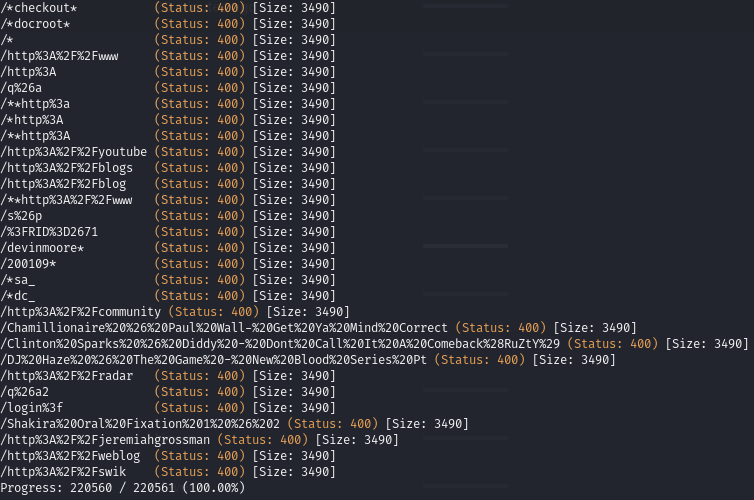 /*checkout* (Status: 400) [Size: 3490]
/*docroot* (Status: 400) [Size: 3490]
/* (Status: 400) [Size: 3490]
/http%3A%2F%2Fwww (Status: 400) [Size: 3490]
/http%3A (Status: 400) [Size: 3490]
/q%26a (Status: 400) [Size: 3490]
/**http%3a (Status: 400) [Size: 3490]
/*http%3A (Status: 400) [Size: 3490]
/**http%3A (Status: 400) [Size: 3490]
/http%3A%2F%2Fyoutube (Status: 400) [Size: 3490]
/http%3A%2F%2Fblogs (Status: 400) [Size: 3490]
/http%3A%2F%2Fblog (Status: 400) [Size: 3490]
/**http%3A%2F%2Fwww (Status: 400) [Size: 3490]
/s%26p (Status: 400) [Size: 3490]
/%3FRID%3D2671 (Status: 400) [Size: 3490]
/devinmoore* (Status: 400) [Size: 3490]
/200109* (Status: 400) [Size: 3490]
/*sa_ (Status: 400) [Size: 3490]
/*dc_ (Status: 400) [Size: 3490]
/http%3A%2F%2Fcommunity (Status: 400) [Size: 3490]
/Chamillionaire%20%26%20Paul%20Wall-%20Get%20Ya%20Mind%20Correct (Status: 400) [Size: 3490]
/Clinton%20Sparks%20%26%20Diddy%20-%20Dont%20Call%20It%20A%20Comeback%28RuZtY%29 (Status: 400) [Size: 3490]
/DJ%20Haze%20%26%20The%20Game%20-%20New%20Blood%20Series%20Pt (Status: 400) [Size: 3490]
/http%3A%2F%2Fradar (Status: 400) [Size: 3490]
/q%26a2 (Status: 400) [Size: 3490]
/login%3f (Status: 400) [Size: 3490]
/Shakira%20Oral%20Fixation%201%20%26%202 (Status: 400) [Size: 3490]
/http%3A%2F%2Fjeremiahgrossman (Status: 400) [Size: 3490]
/http%3A%2F%2Fweblog (Status: 400) [Size: 3490]
/http%3A%2F%2Fswik (Status: 400) [Size: 3490]
Progress: 220560 / 220561 (100.00%)